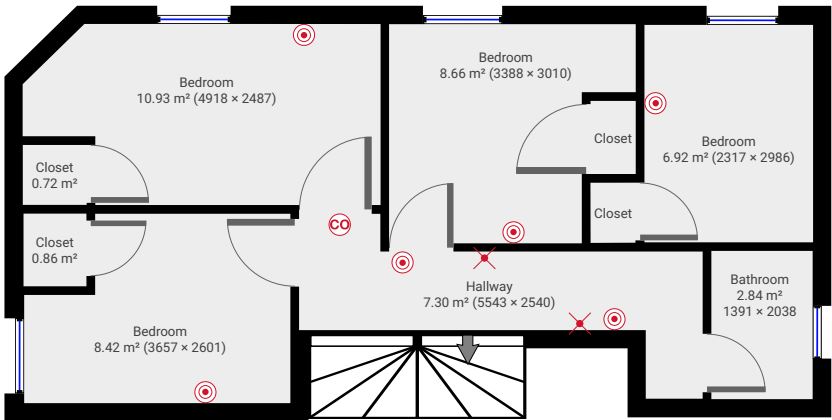 Bedroom
10.93 m² (4918 × 2487)
Bedroom
8.66 m² (3388 × 3010)
Closet
Bedroom
6.92 m² (2317 × 2986)
Closet
0.72 m²
Closet
CO
Closet
0.86 m²
Hallway
7.30 m² (5543 × 2540)
Bathroom
2.84 m²
1391 × 2038
Bedroom
8.42 m² (3657 × 2601)